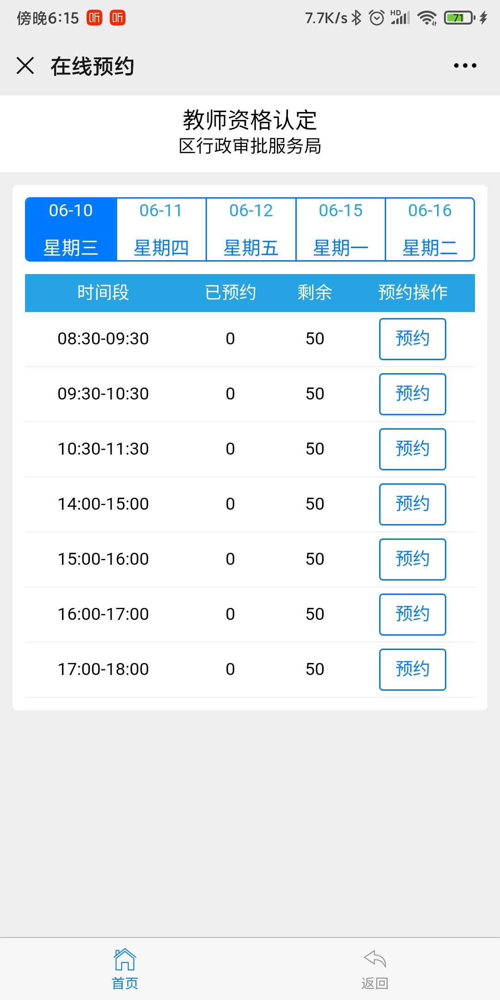 傍晚6:15 听 听 7.7K/s HD 71
在线预约
教师资格认定
区行政审批服务局
06-10 06-11 06-12 06-15 06-16
星期三 星期四 星期五 星期一 星期二
时间段 已预约 剩余 预约操作
08:30-09:30 0 50 预约
09:30-10:30 0 50 预约
10:30-11:30 0 50 预约
14:00-15:00 0 50 预约
15:00-16:00 0 50 预约
16:00-17:00 0 50 预约
17:00-18:00 0 50 预约
首页 返回